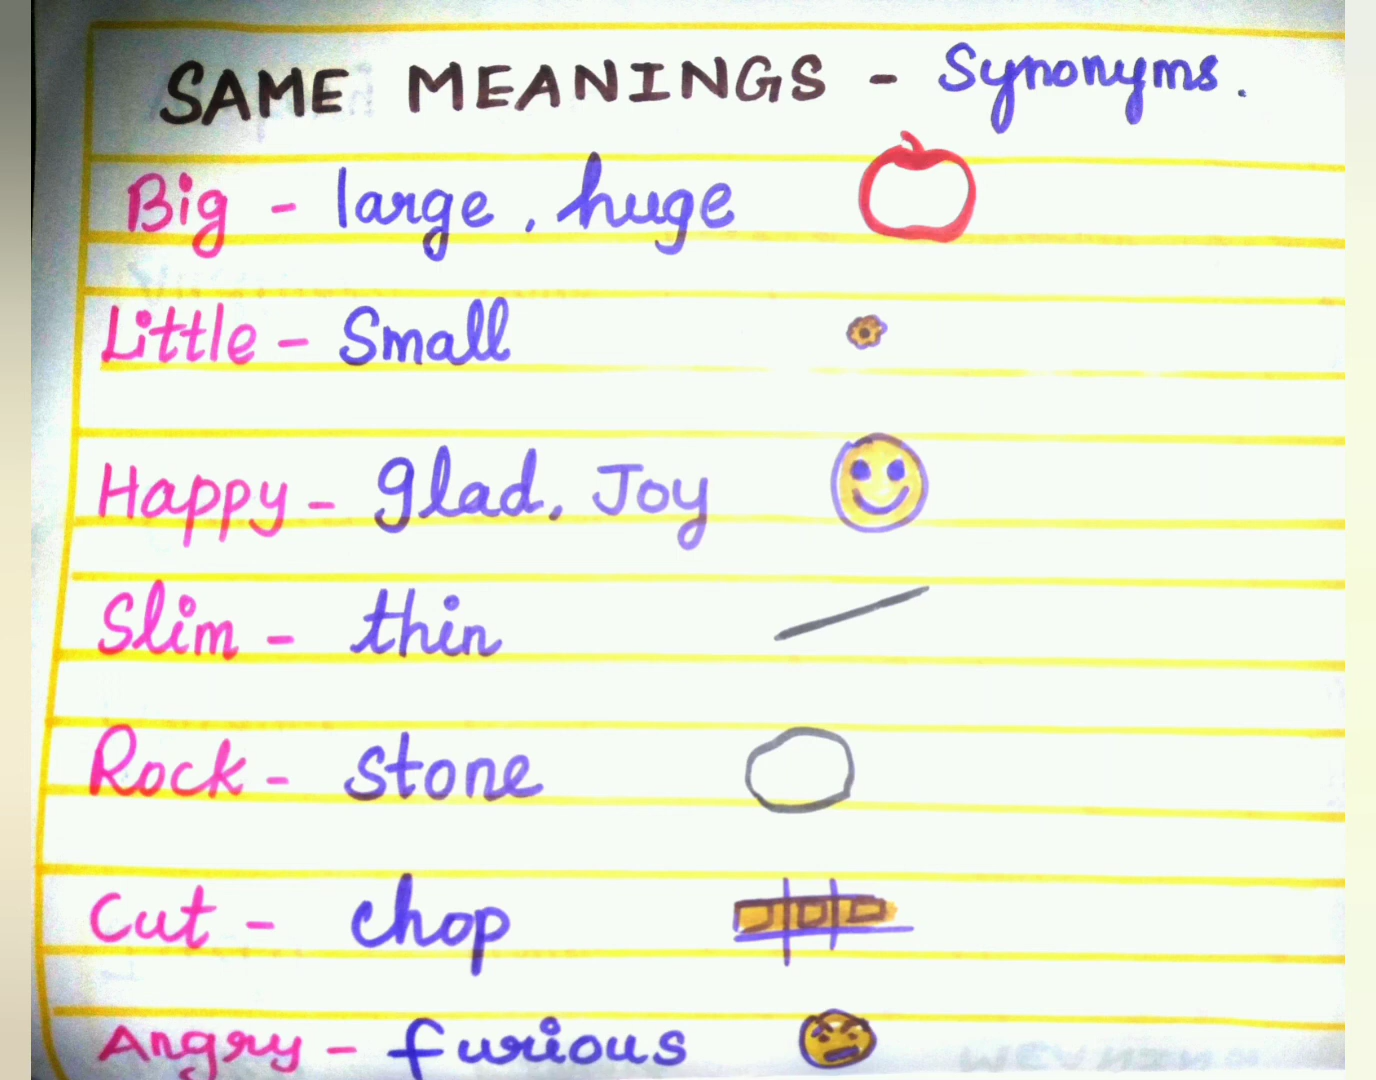 SAME MEANINGS - Synonyms.
Big - large, huge
Little - Small
Happy - glad, Joy
Slim - thin
Rock - stone
Cut - chop
Angry - furious